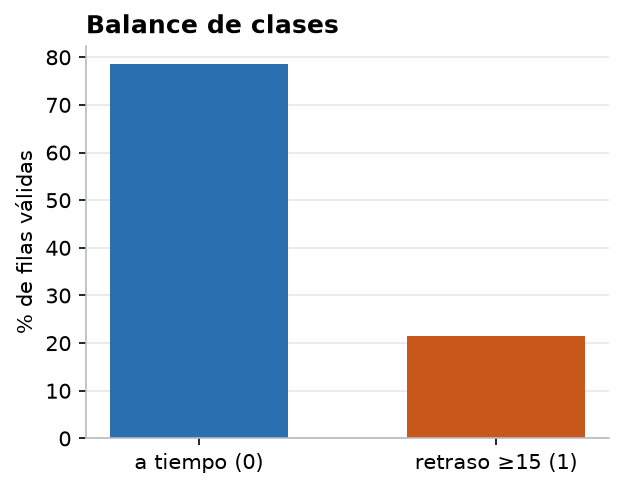 Balance de clases
% de filas válidas
80
70
60
50
40
30
20
10
0
a tiempo (0)
retraso ≥15 (1)